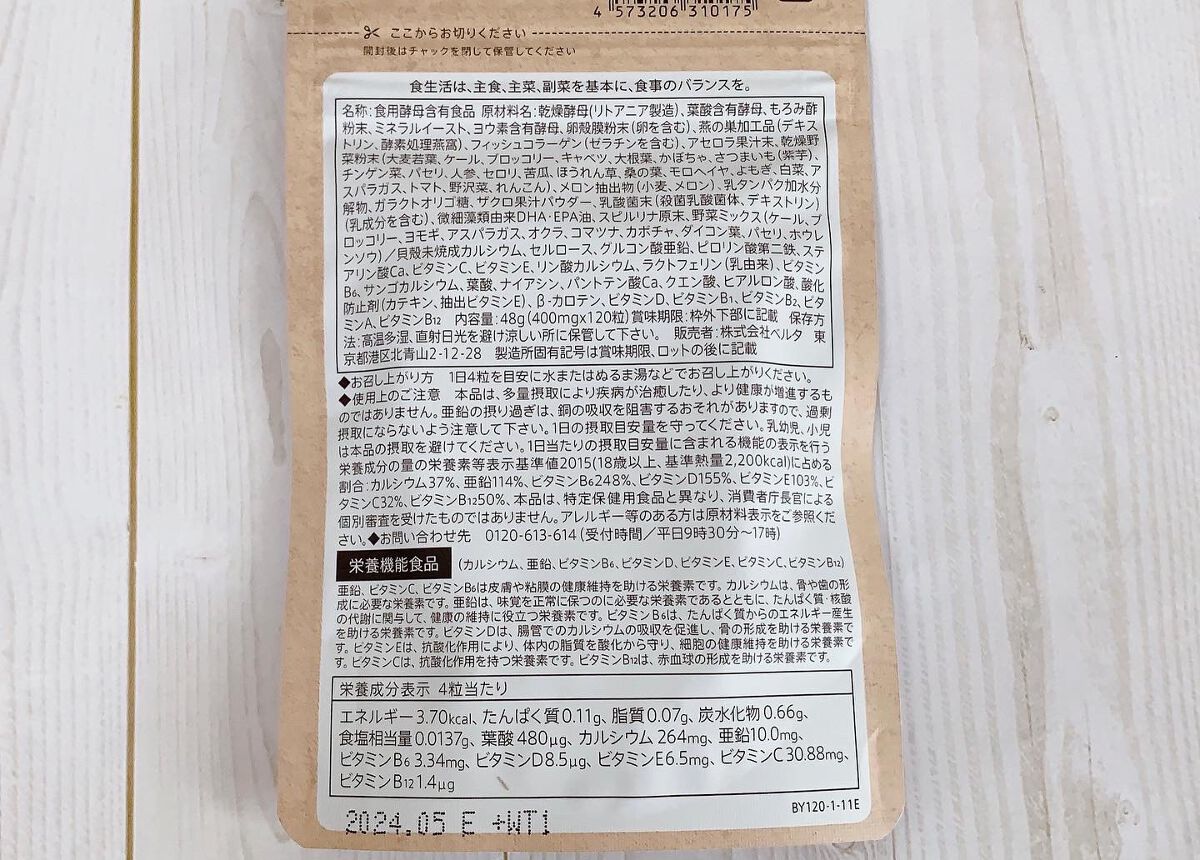 4 573206 310175
ここからお切りください
開封後はチャックを閉じて保管してください
食生活は、主食、主菜、副菜を基本に、食事のバランスを。
名称:食用酵母含有食品 原材料名:乾燥酵母(リトアニア製造)、葉酸含有酵母、もろみ酢
粉末、ミネラルイースト、ヨウ素含有酵母、卵殻膜粉末(卵を含む)、燕の巣加工品(デキス
トリン、酵素処理燕窩)、フィッシュコラーゲン(ゼラチンを含む)、アセロラ果汁末、乾燥野
菜粉末(大麦若葉、ケール、ブロッコリー、キャベツ、大根葉、かぼちゃ、さつまいも(紫芋)、
チンゲン菜、パセリ、人参、セロリ、苦瓜、ほうれん草、桑の葉、モロヘイヤ、よもぎ、白菜、ア
スパラガス、トマト、野沢菜、れんこん)、メロン抽出物(小麦、メロン)、乳タンパク加水分
解物、ガラクトオリゴ糖、ザクロ果汁パウダー、乳酸菌末(殺菌乳酸菌体、デキストリン)
(乳成分を含む)、微細藻類由来DHA・EPA油、スピルリナ原末、野菜ミックス(ケール、ブ
ロッコリー、ヨモギ、アスパラガス、オクラ、コマツナ、カボチャ、ダイコン葉、パセリ、ホウレ
ンソウ)/貝殻未焼成カルシウム、セルロース、グルコン酸亜鉛、ピロリン酸第二鉄、ステ
アリン酸Ca、ビタミンC、ビタミンE、リン酸カルシウム、ラクトフェリン(乳由来)、ビタミン
B6、サンゴカルシウム、葉酸、ナイアシン、パントテン酸Ca、クエン酸、ヒアルロン酸、酸化
防止剤(カテキン、抽出ビタミンE)、β-カロテン、ビタミンD、ビタミンB1、ビタミンB2、ビタ
ミンA、ビタミンB12 内容量:48g(400mg×120粒)賞味期限:枠外下部に記載 保存方
法:高温多湿、直射日光を避け涼しい所に保管して下さい。 販売者:株式会社ベルタ 東
京都港区北青山2-12-28 製造所固有記号は賞味期限、ロットの後に記載
◆お召し上がり方 1日4粒を目安に水またはぬるま湯などでお召し上がりください。
◆使用上のご注意 本品は、多量摂取により疾病が治癒したり、より健康が増進するも
のではありません。亜鉛の摂り過ぎは、銅の吸収を阻害するおそれがありますので、過剰
摂取にならないよう注意して下さい。1日の摂取目安量を守ってください。乳幼児、小児
は本品の摂取を避けてください。1日当たりの摂取目安量に含まれる機能の表示を行う
栄養成分の量の栄養素等表示基準値2015(18歳以上、基準熱量2,200kcal)に占める
割合:カルシウム37%、亜鉛114%、ビタミンB6248%、ビタミンD155%、ビタミンE103%、ビ
タミンC32%、ビタミンB1250%、本品は、特定保健用食品と異なり、消費者庁長官による
個別審査を受けたものではありません。アレルギー等のある方は原材料表示をご参照くだ
さい。◆お問い合わせ先 0120-613-614(受付時間/平日9時30分〜17時)
栄養機能食品 (カルシウム、亜鉛、ビタミンB6、ビタミンD、ビタミンE、ビタミンC、ビタミンB12)
亜鉛、ビタミンC、ビタミンB6は皮膚や粘膜の健康維持を助ける栄養素です。カルシウムは、骨や歯の形
成に必要な栄養素です。亜鉛は、味覚を正常に保つのに必要な栄養素であるとともに、たんぱく質・核酸
の代謝に関与して、健康の維持に役立つ栄養素です。ビタミンB6は、たんぱく質からのエネルギー産生
を助ける栄養素です。ビタミンDは、腸管でのカルシウムの吸収を促進し、骨の形成を助ける栄養素で
す。ビタミンEは、抗酸化作用により、体内の脂質を酸化から守り、細胞の健康維持を助ける栄養素で
す。ビタミンCは、抗酸化作用を持つ栄養素です。ビタミンB12は、赤血球の形成を助ける栄養素です。
栄養成分表示 4粒当たり
エネルギー3.70kcal、たんぱく質0.11g、脂質0.07g、炭水化物0.66g、
食塩相当量0.0137g、葉酸480μg、カルシウム264mg、亜鉛10.0mg、
ビタミンB6 3.34mg、ビタミンD8.5μg、ビタミンE6.5mg、ビタミンC30.88mg、
ビタミンB12 1.4μg
BY120-1-11E
2024.05 E +WT1